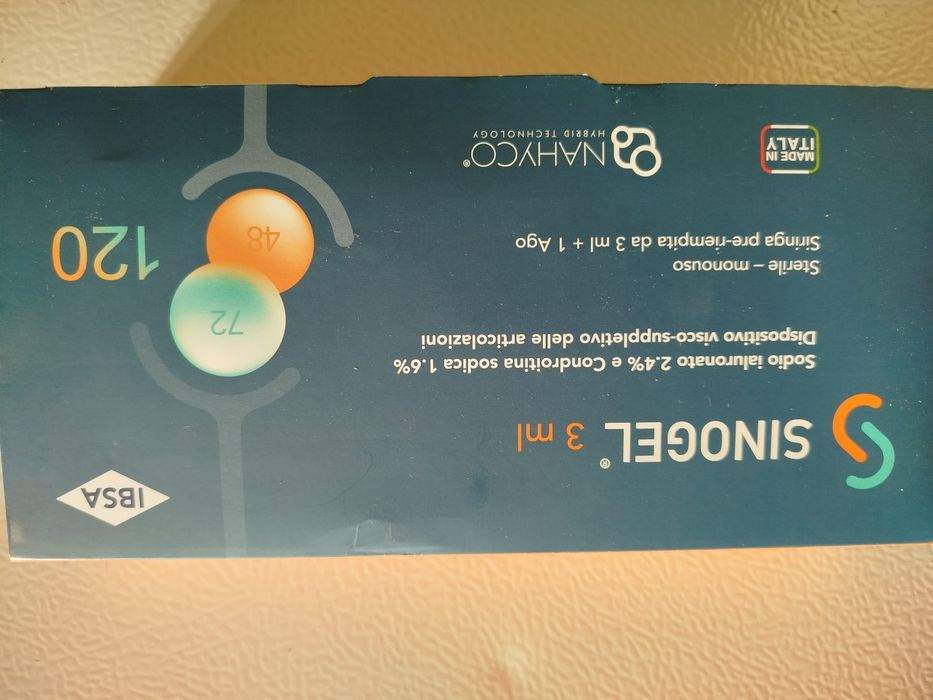 SINOGEL® 3 ml
Sodio ialuronato 2.4% e Condroitina sodica 1.6%
Dispositivo visco-suppletivo delle articolazioni
Sterile – monouso
Siringa pre-riempita da 3 ml + 1 Ago
MADE IN
ITALY
NAHYCO®
HYBRID TECHNOLOGY
IBSA
72
48
120